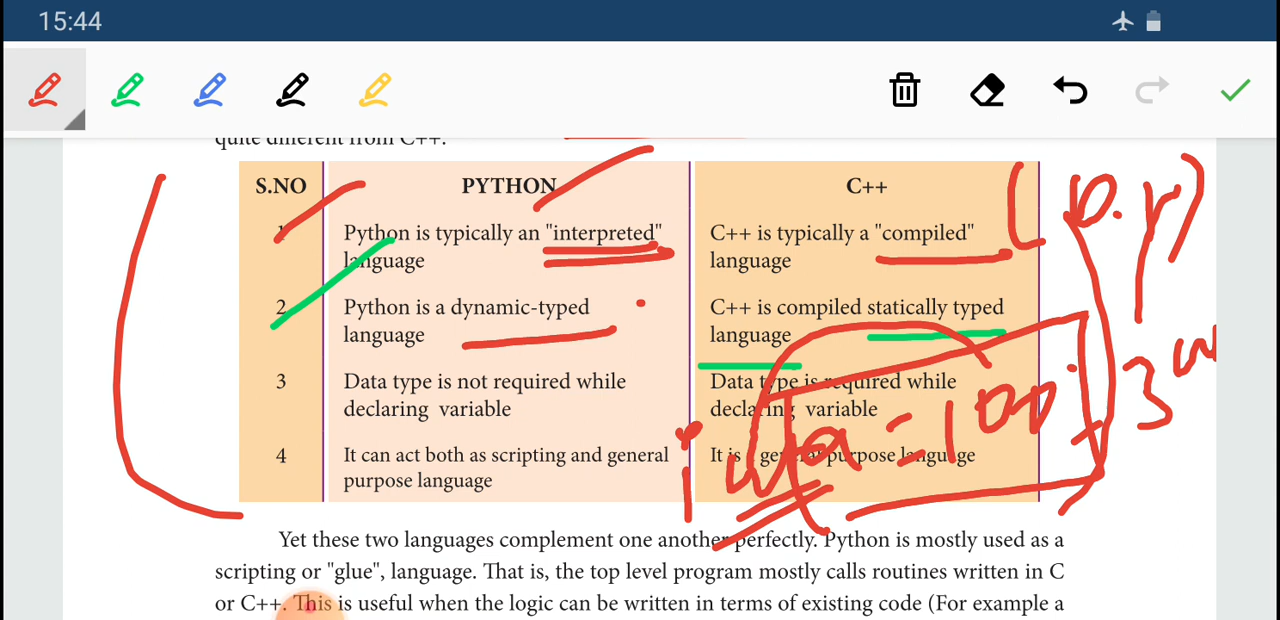 15:44
quite different from C++.
S.NO PYTHON C++
1 Python is typically an "interpreted" C++ is typically a "compiled"
language language
2 Python is a dynamic-typed C++ is compiled statically typed
language language
3 Data type is not required while Data type is required while
declaring variable declaring variable
4 It can act both as scripting and general It is a general purpose language
purpose language
int a = 100;
Yet these two languages complement one another perfectly. Python is mostly used as a
scripting or "glue", language. That is, the top level program mostly calls routines written in C
or C++. This is useful when the logic can be written in terms of existing code (For example a